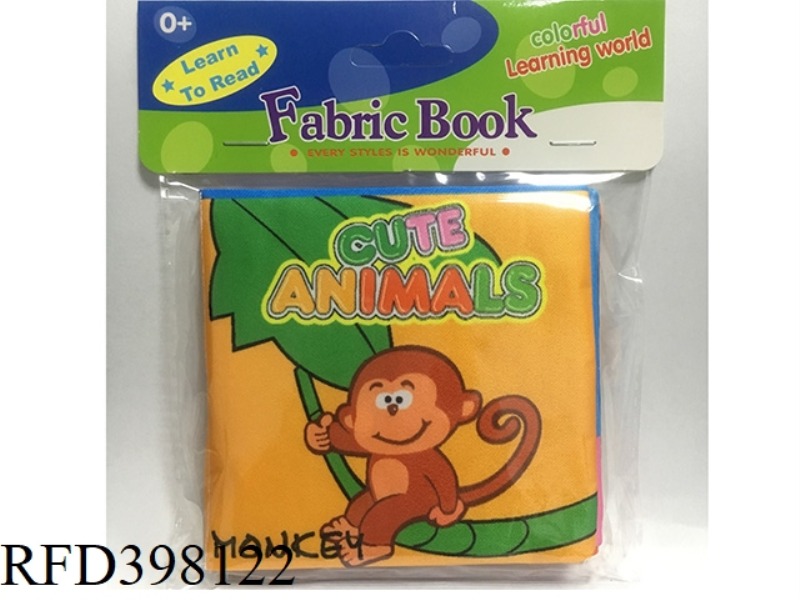 0+
Learn
To Read
colorful
Learning world
Fabric Book
• EVERY STYLES IS WONDERFUL •
CUTE
ANIMALS
MONKEY
RFD398122